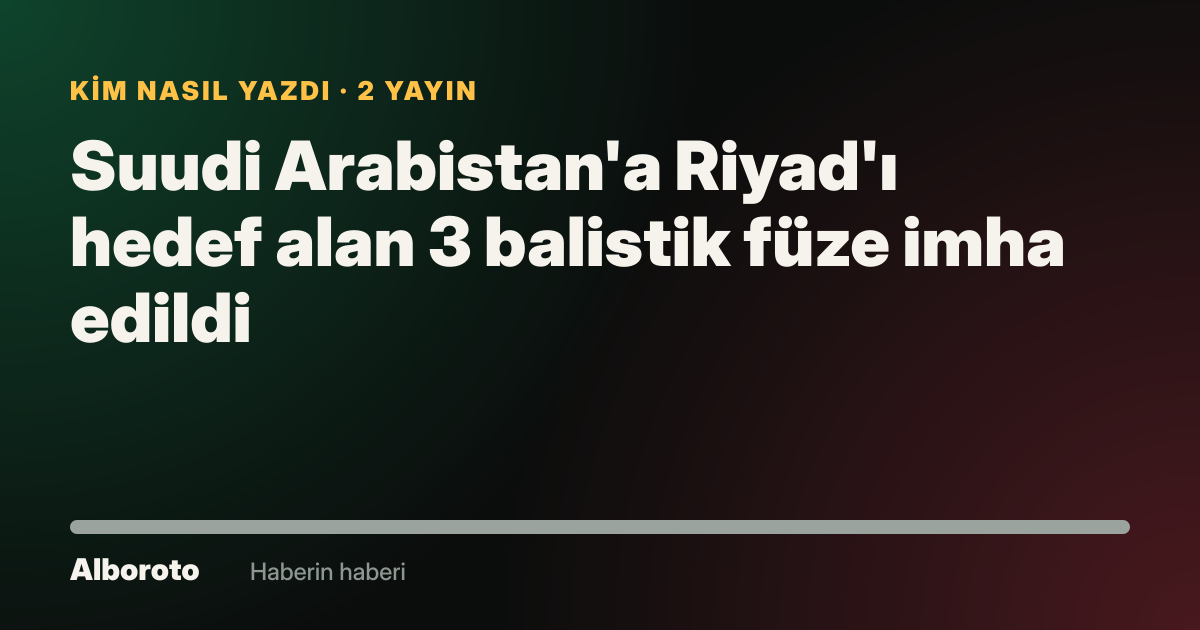 KİM NASIL YAZDI · 2 YAYIN
Suudi Arabistan'a Riyad'ı
hedef alan 3 balistik füze imha
edildi
Alboroto
Haberin haberi